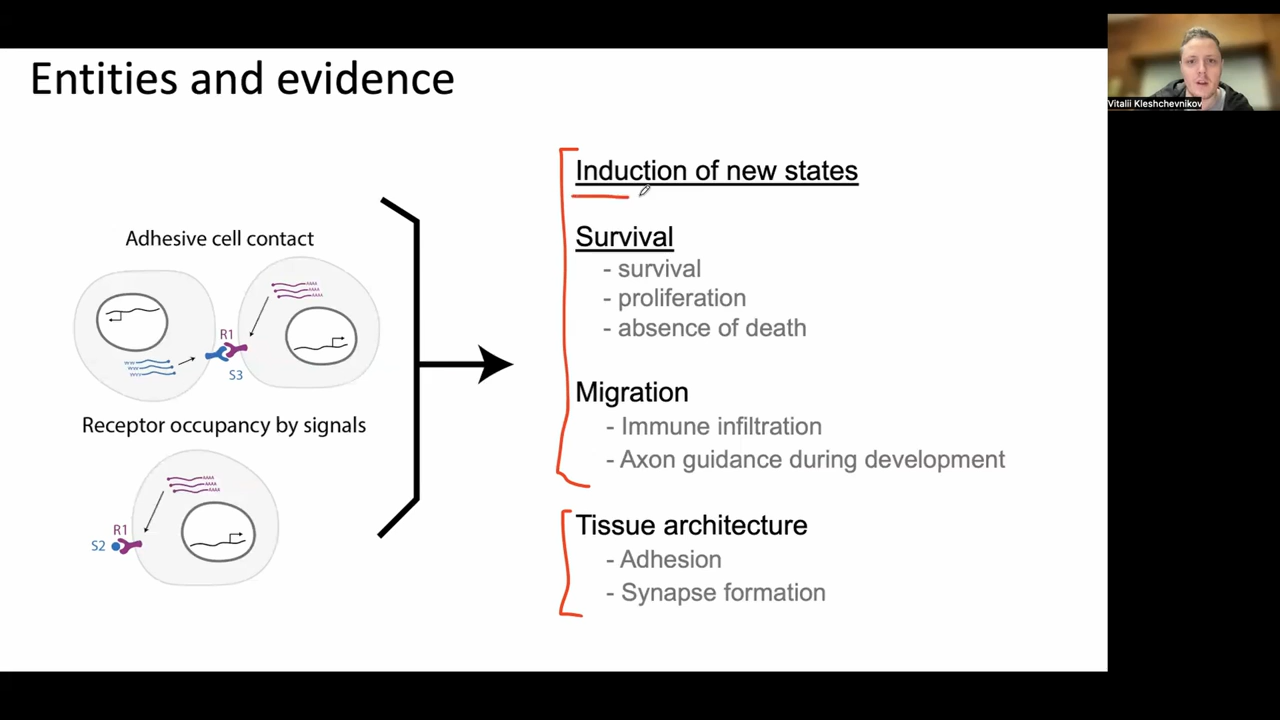 Entities and evidence
Vitalii Kleshchevnikov
Adhesive cell contact
R1
S3
Receptor occupancy by signals
R1
S2
Induction of new states
Survival
- survival
- proliferation
- absence of death
Migration
- Immune infiltration
- Axon guidance during development
Tissue architecture
- Adhesion
- Synapse formation